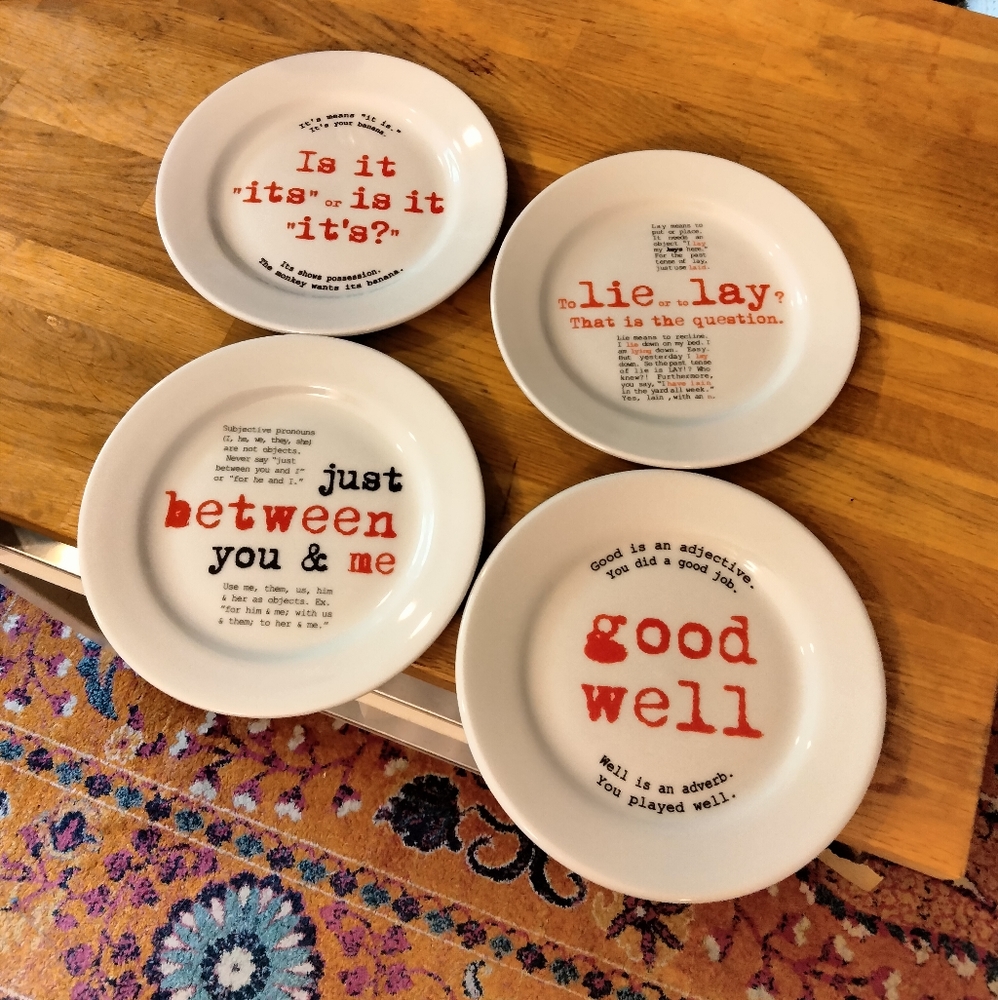 It's means "it is."
It's your banana.
Is it
"its" or is it
"it's?"
Its shows possession.
The monkey wants its banana.
Lay means to
put or place.
It needs an
object "I lay
my keys here."
For the past
tense of lay,
just use laid.
To lie or to lay?
That is the question.
Lie means to recline.
I lie down on my bed. I
am lying down. Easy.
But yesterday I lay
down. So the past tense
of lie is LAY!? Who
knew?! Furthermore,
you say, "I have lain
in the yard all week."
Yes, lain, with an n.
Subjective pronouns
(I, he, we, they, she)
are not objects.
Never say "just
between you and I"
or "for he and I."
just
between
you & me
Use me, them, us, him
& her as objects. Ex.
"for him & me; with us
& them; to her & me."
Good is an adjective.
You did a good job.
good
well
Well is an adverb.
You played well.